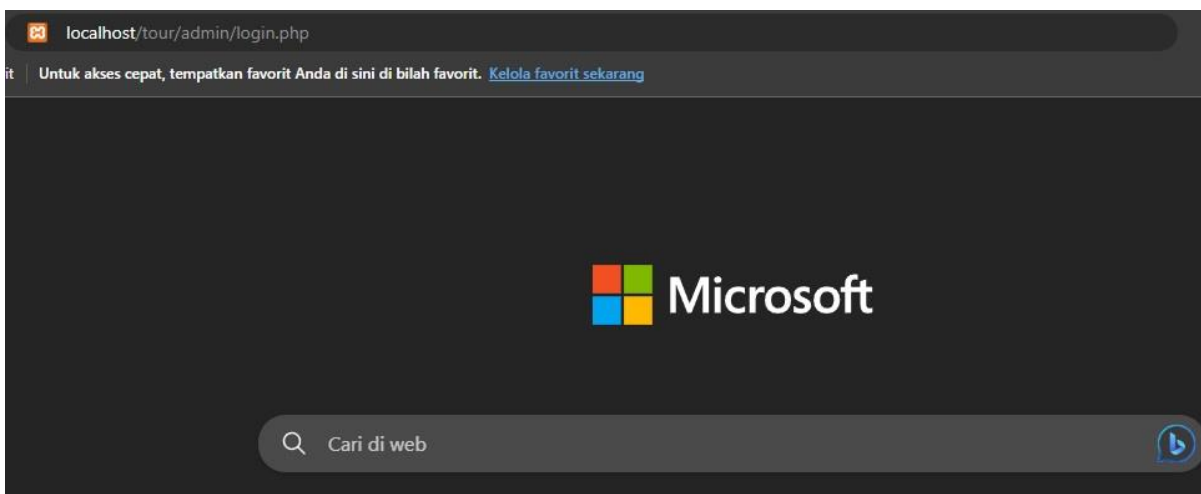 localhost/tour/admin/login.php
it Untuk akses cepat, tempatkan favorit Anda di sini di bilah favorit. Kelola favorit sekarang
Microsoft
Cari di web